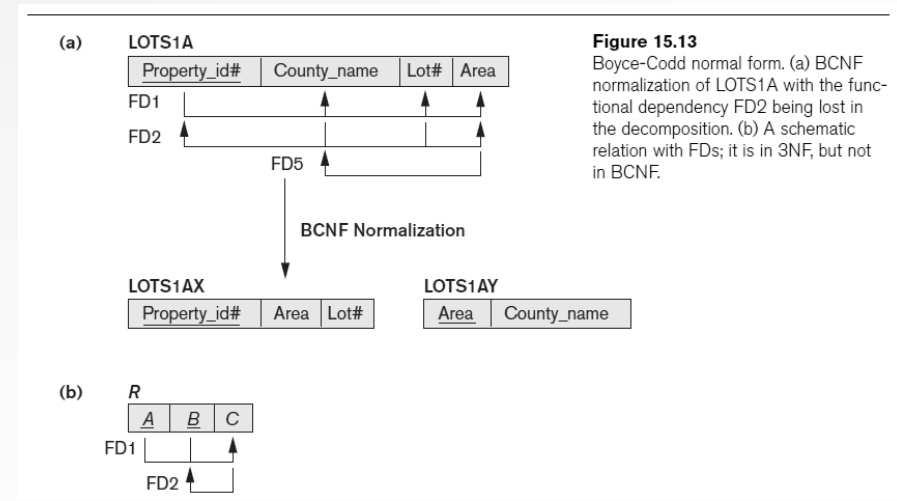 (a)
LOTS1A
Property_id# County_name Lot# Area
FD1
FD2
FD5
BCNF Normalization
LOTS1AX
Property_id# Area Lot#
LOTS1AY
Area County_name
(b)
R
A B C
FD1
FD2
Figure 15.13
Boyce-Codd normal form. (a) BCNF
normalization of LOTS1A with the func-
tional dependency FD2 being lost in
the decomposition. (b) A schematic
relation with FDs; it is in 3NF, but not
in BCNF.